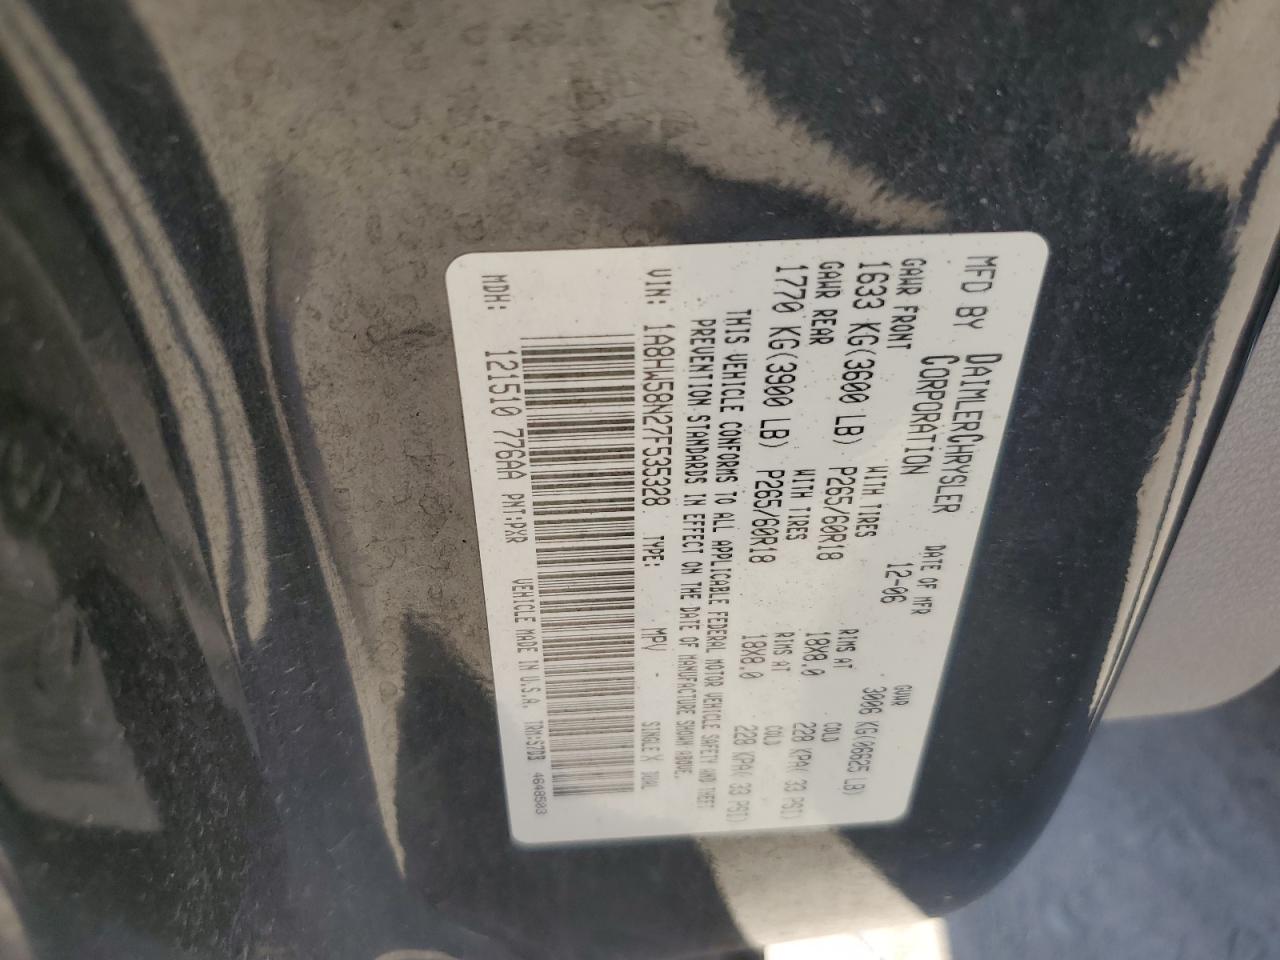 MFD BY DAIMLERCHRYSLER CORPORATION
DATE OF MFR 12-06
GVWR 3006 KG(06625 LB)
GAWR FRONT 1633 KG(3600 LB)
WITH TIRES P265/60R18
RIMS AT 18X8.0
COLD 228 KPA( 33 PSI)
GAWR REAR 1770 KG(3900 LB)
WITH TIRES P265/60R18
RIMS AT 18X8.0
COLD 228 KPA( 33 PSI)
THIS VEHICLE CONFORMS TO ALL APPLICABLE FEDERAL MOTOR VEHICLE SAFETY AND THEFT
PREVENTION STANDARDS IN EFFECT ON THE DATE OF MANUFACTURE SHOWN ABOVE.
VIN: 1A8HW58N27F535328 TYPE: MPV - SINGLE X DUAL
MDH: 121510 776AA PNT:PXR VEHICLE MADE IN U.S.A. TRM:S7DB 4648503